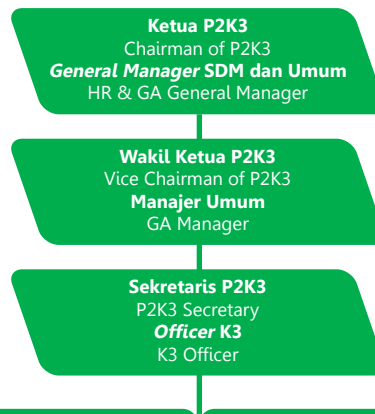 Ketua P2K3
Chairman of P2K3
General Manager SDM dan Umum
HR & GA General Manager
Wakil Ketua P2K3
Vice Chairman of P2K3
Manajer Umum
GA Manager
Sekretaris P2K3
P2K3 Secretary
Officer K3
K3 Officer